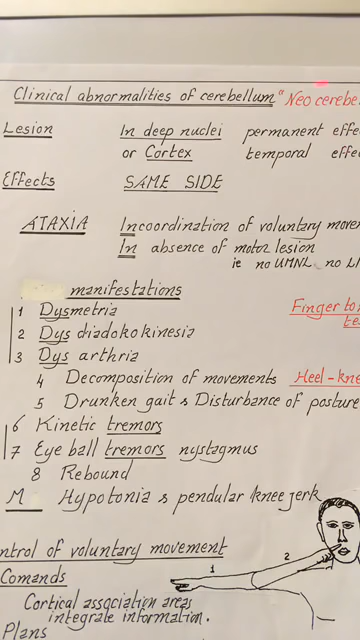 Clinical abnormalities of cerebellum "Neo cerebe
Lesion In deep nuclei permanent effe
or Cortex temporal effe
Effects SAME SIDE
ATAXIA Incoordination of voluntary move
In absence of motor lesion
ie no UMNL no L
manifestations
1 Dysmetria Finger to
2 Dys diadokokinesia te
3 Dys arthria
4 Decomposition of movements Heel-kne
5 Drunken gait & Disturbance of posture
6 Kinetic tremors
7 Eye ball tremors nystagmus
8 Rebound
M Hypotonia & pendular knee jerk
ntrol of voluntary movement
1 2
Comands
Cortical association areas
integrate information.
Plans